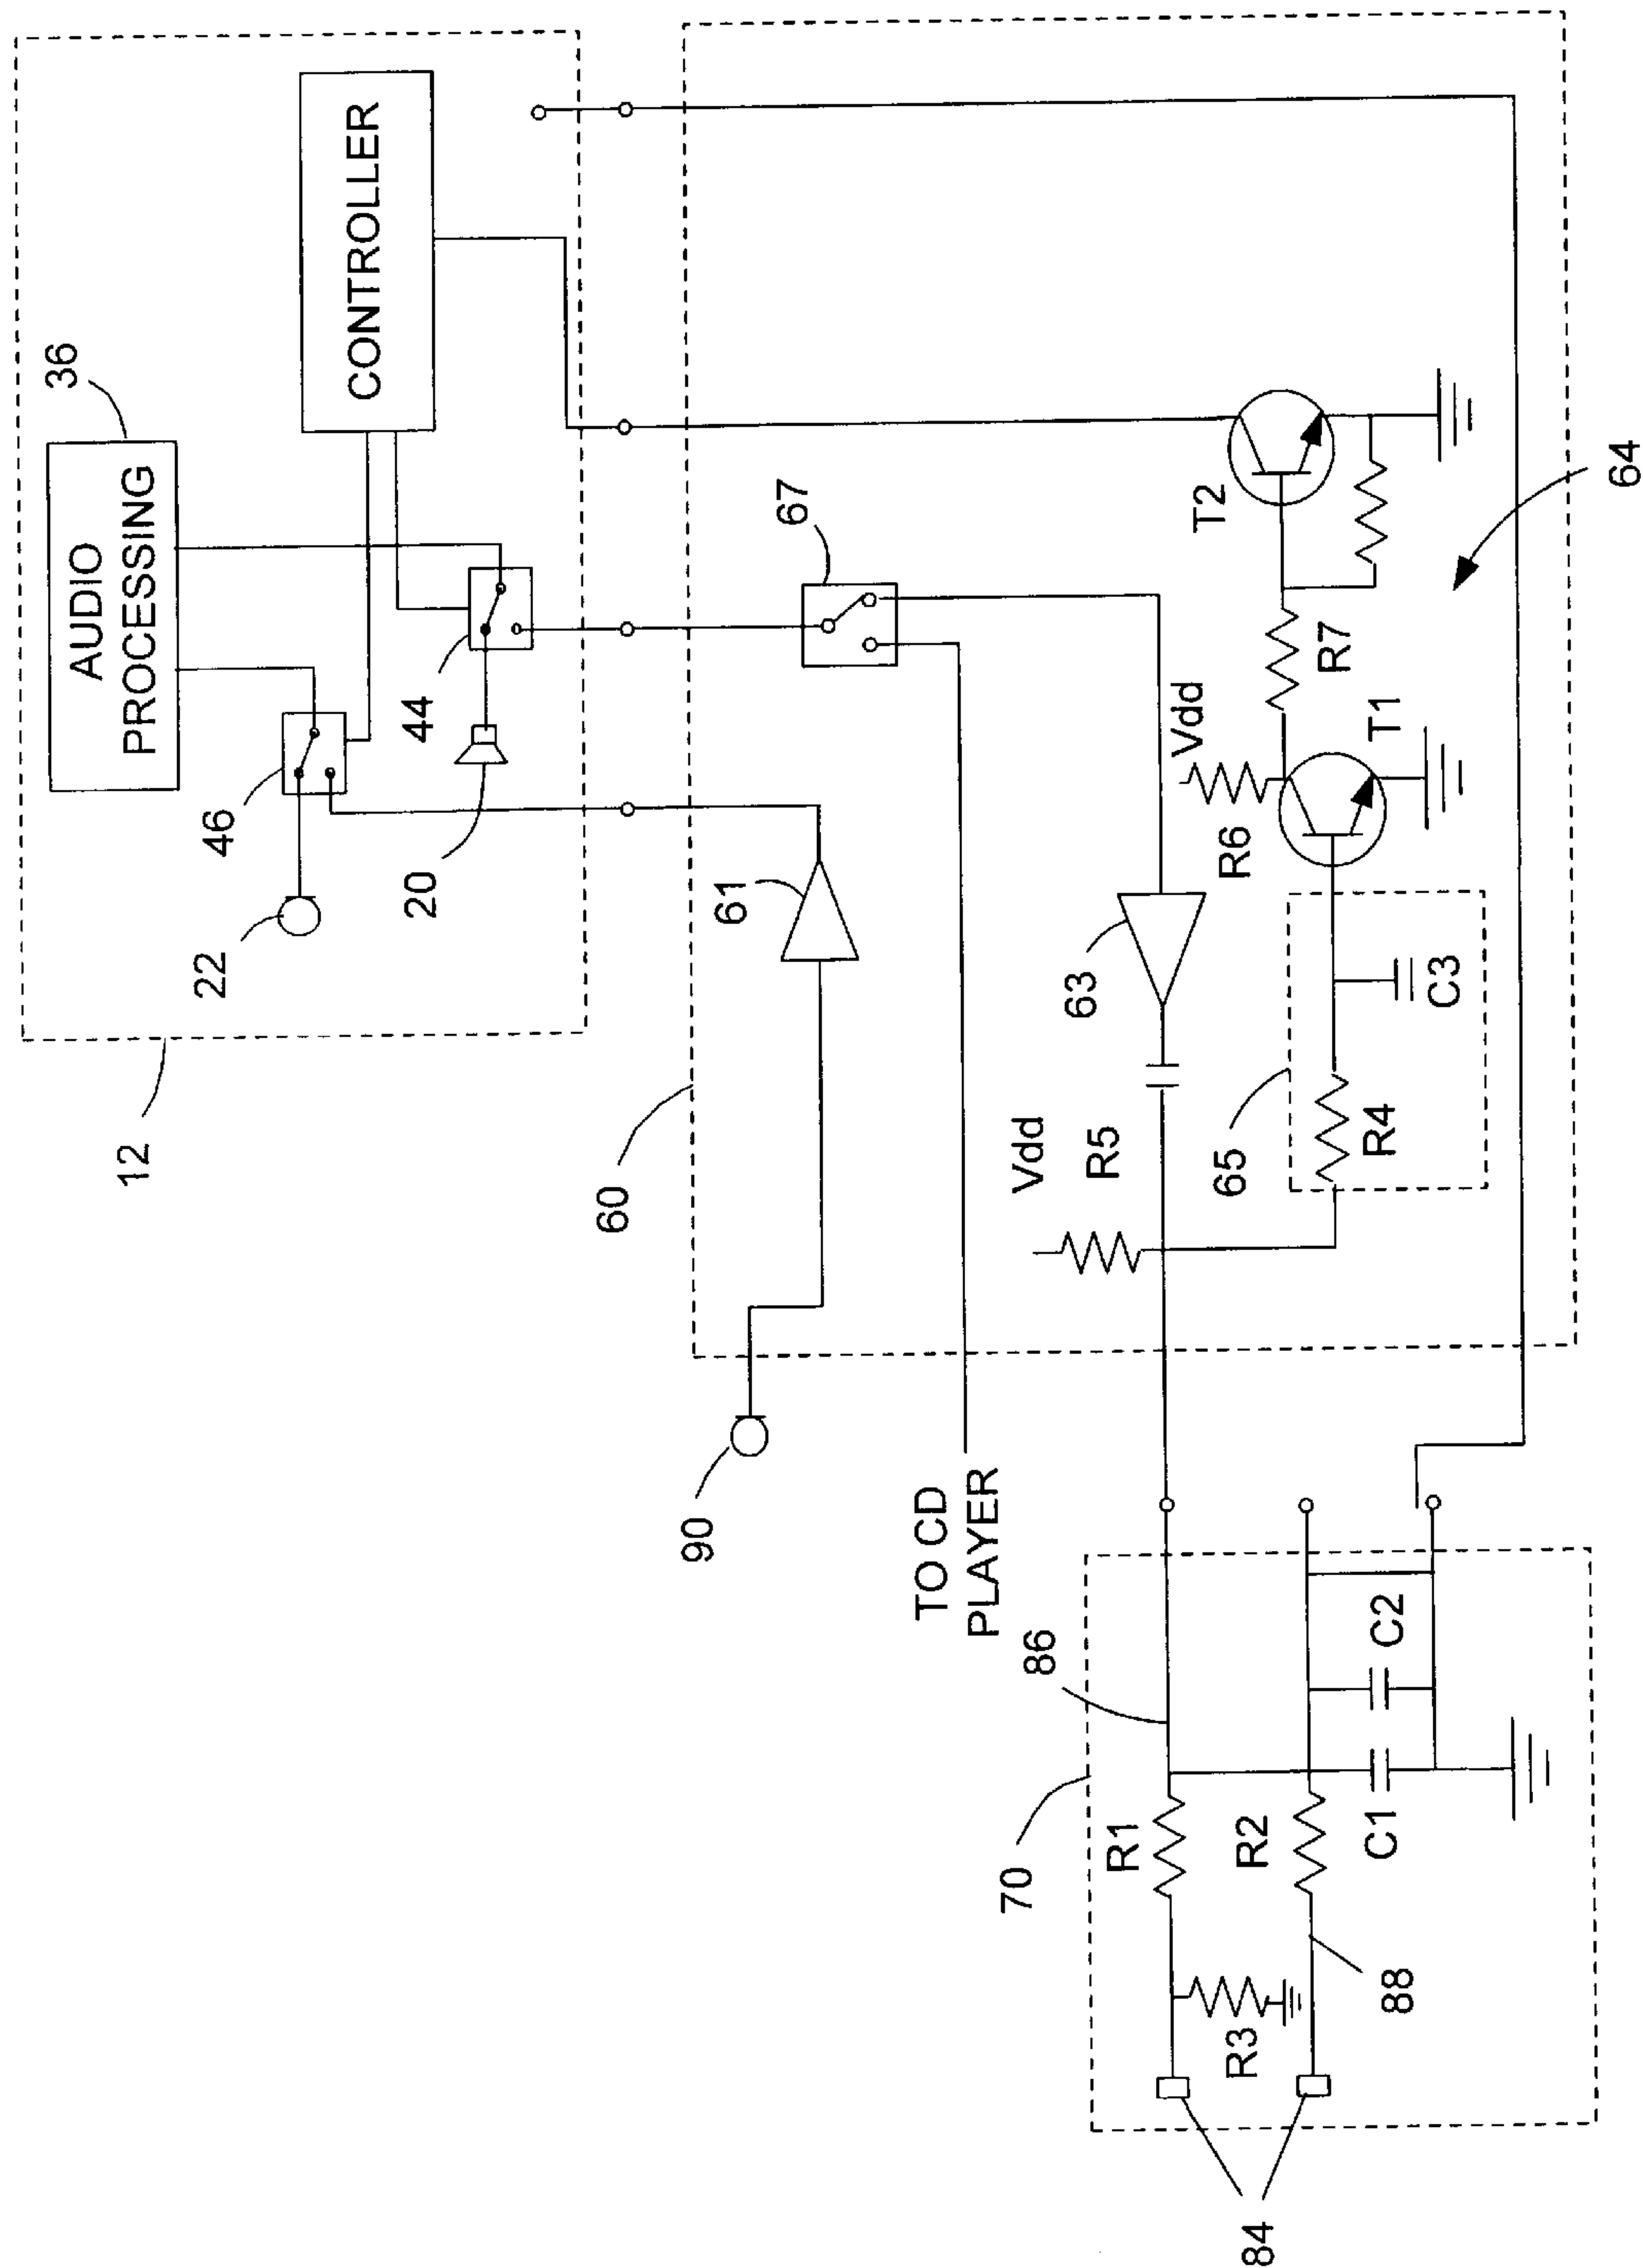 36
AUDIO
PROCESSING
CONTROLLER
46
44
22
20
12
67
T2
61
Vdd
R7
60
R6
T1
63
64
Vdd
R5
65
R4
C3
90
TO CD
PLAYER
86
C2
70
R1
R2
C1
R3
88
84